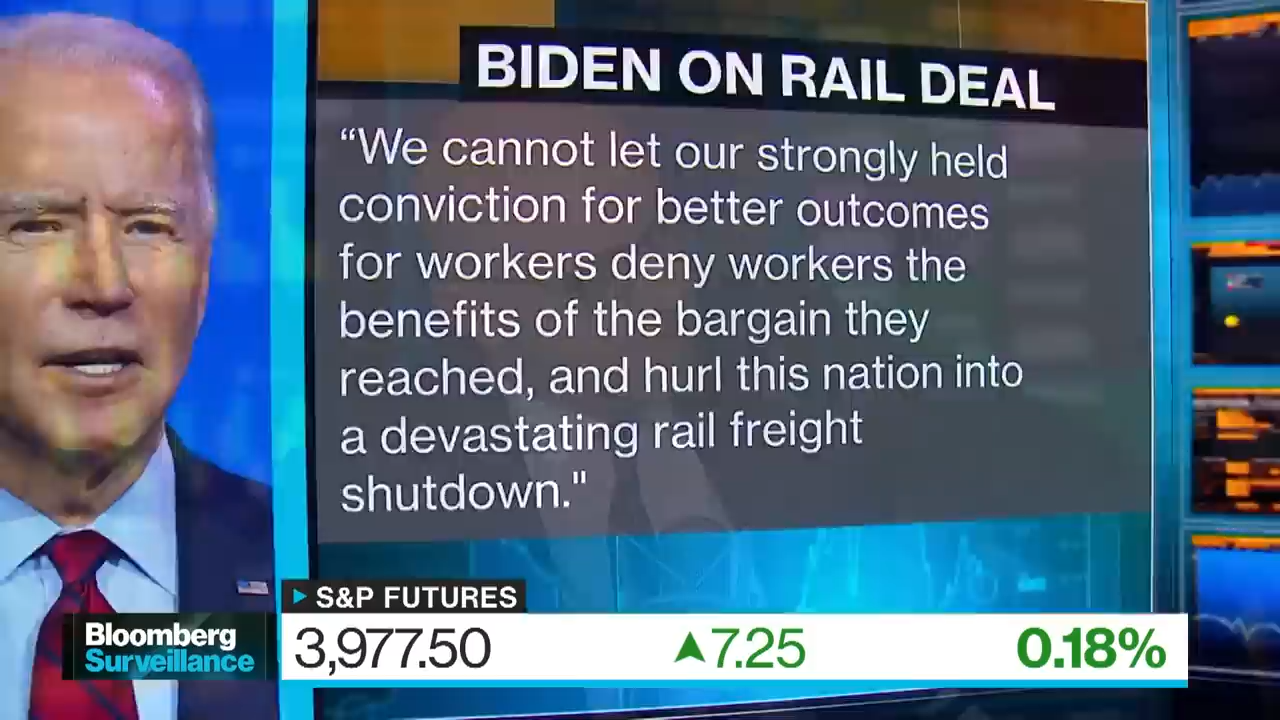 BIDEN ON RAIL DEAL
“We cannot let our strongly held
conviction for better outcomes
for workers deny workers the
benefits of the bargain they
reached, and hurl this nation into
a devastating rail freight
shutdown."
S&P FUTURES
Bloomberg
Surveillance
3,977.50 ▲7.25 0.18%